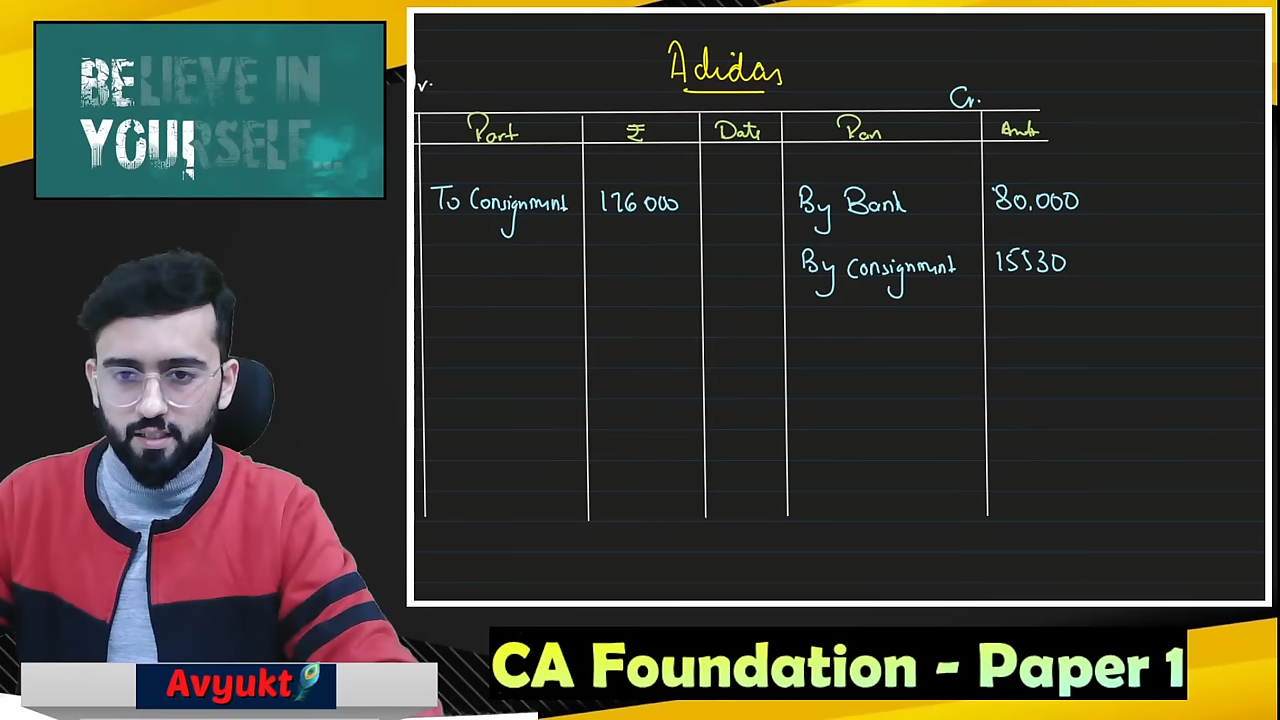 BELIEVE IN
YOURSELF...
Adidas
Cr.
Part ₹ Date Par Amt
To Consignment 176000 By Bank 80.000
By Consignment 15530
Avyukt
CA Foundation - Paper 1